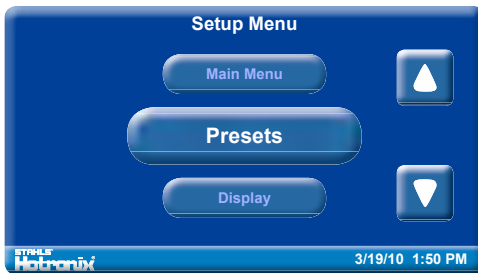 Setup Menu
Main Menu
Presets
Display
STAHLS'
Hotronix
3/19/10 1:50 PM